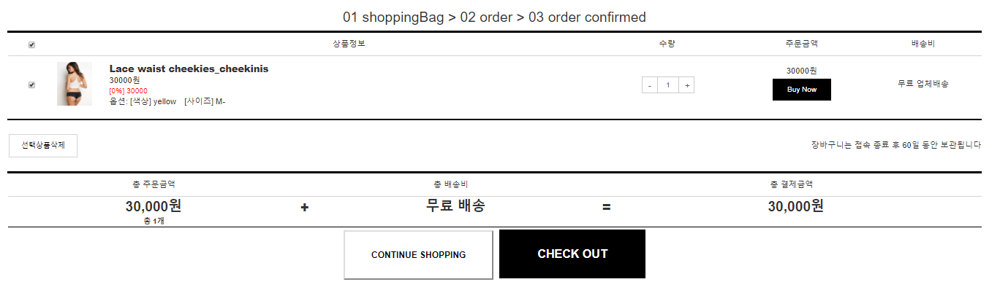 01 shoppingBag > 02 order > 03 order confirmed
상품정보 수량 주문금액 배송비
Lace waist cheekies_cheekinis
30000원
[0%] 30000
옵션: [색상] yellow [사이즈] M-
- 1 +
30000원
Buy Now
무료 업체배송
선택상품삭제
장바구니는 접속 종료 후 60일 동안 보관됩니다
총 주문금액 총 배송비 총 결제금액
30,000원 + 무료 배송 = 30,000원
총 1개
CONTINUE SHOPPING
CHECK OUT